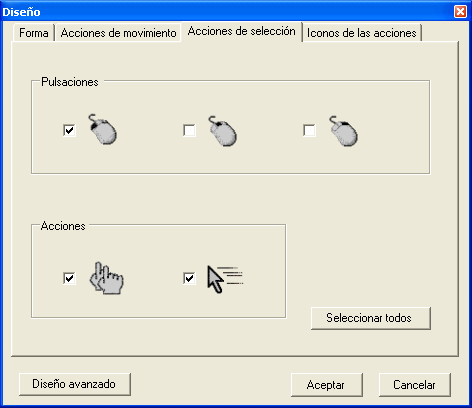 Diseño
Forma
Acciones de movimiento
Acciones de selección
Iconos de las acciones
Pulsaciones
Acciones
Seleccionar todos
Diseño avanzado
Aceptar
Cancelar